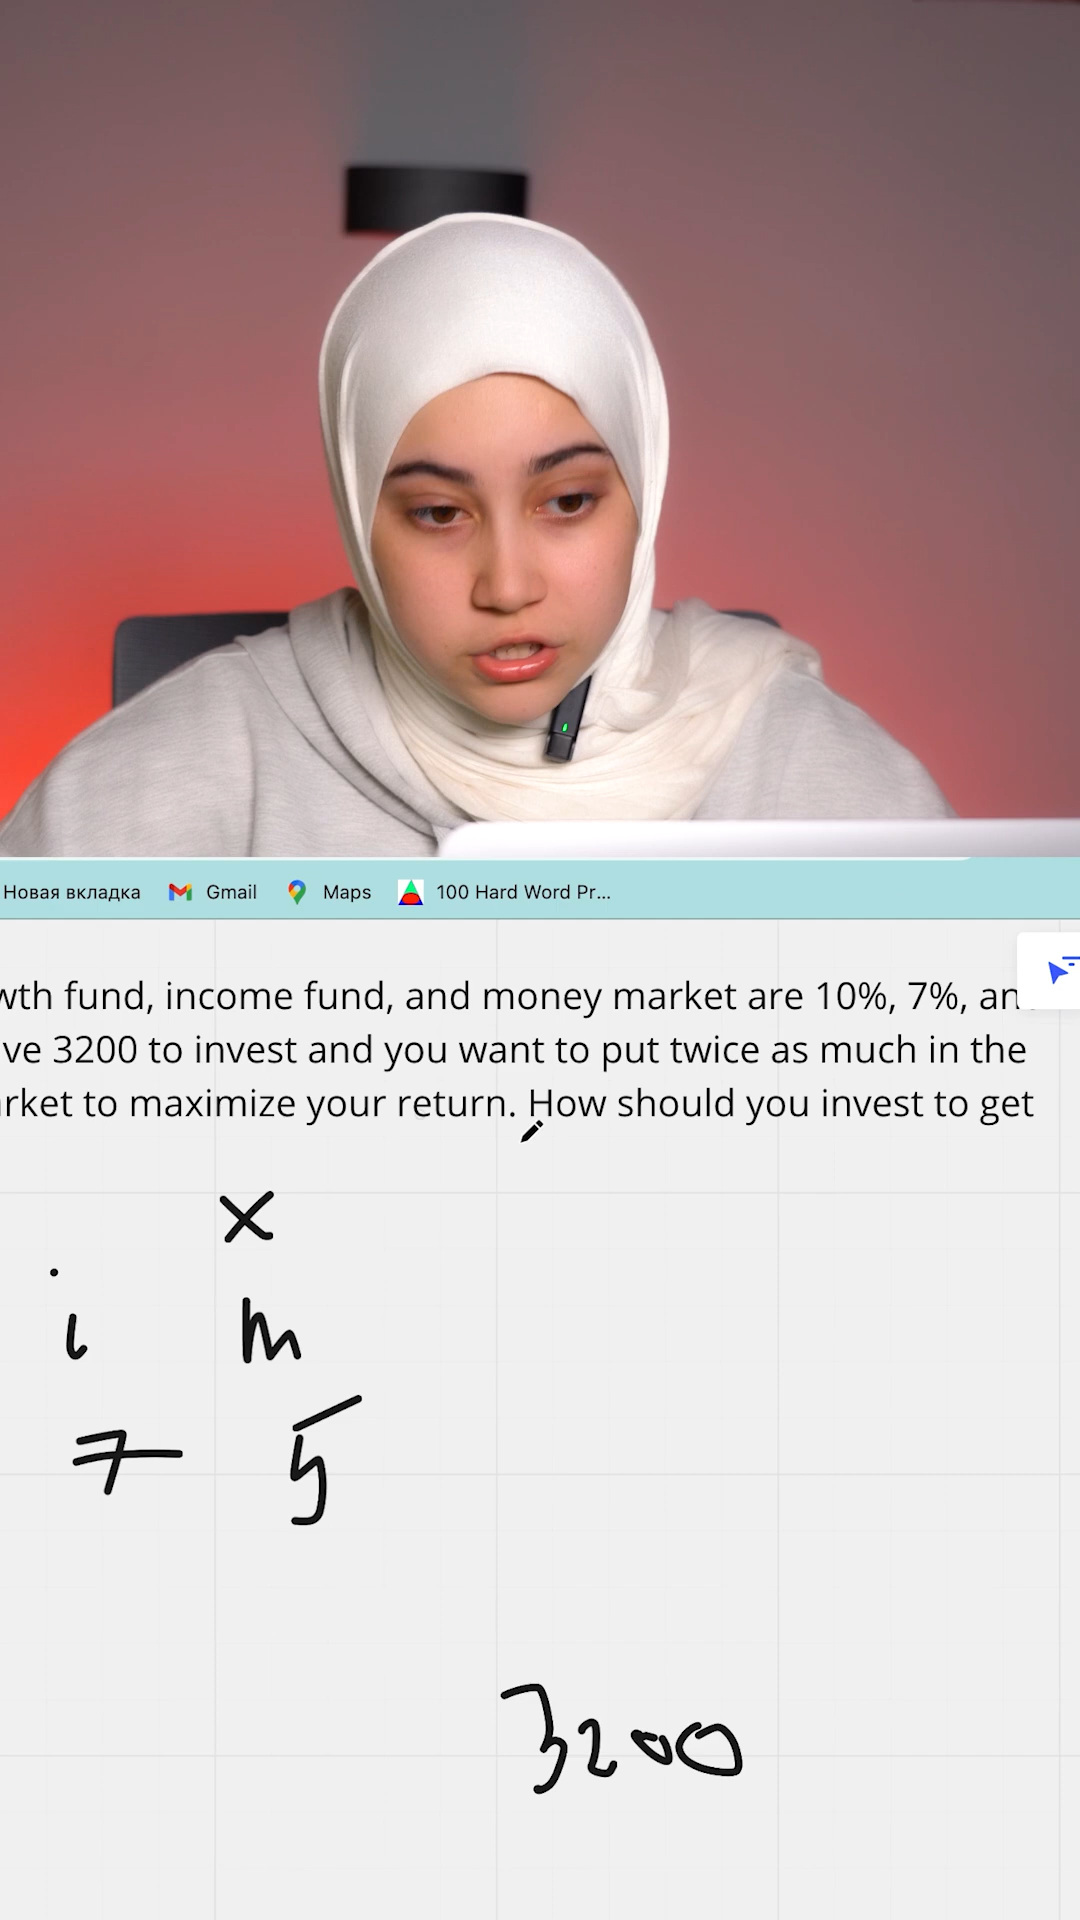 Новая вкладка Gmail Maps 100 Hard Word Pr...
wth fund, income fund, and money market are 10%, 7%, an
ve 3200 to invest and you want to put twice as much in the
rket to maximize your return. How should you invest to get
x
i m
7 5
3200